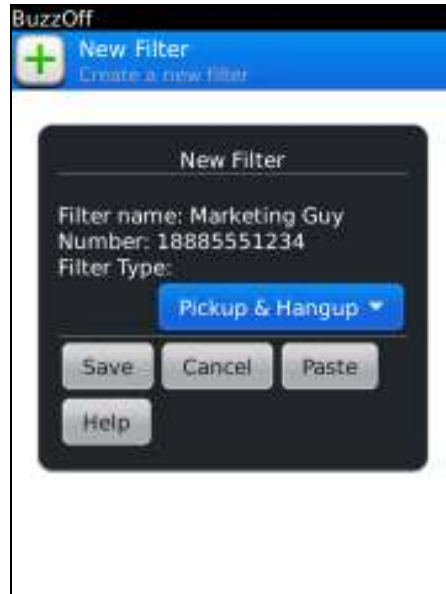 BuzzOff
New Filter
Create a new filter
New Filter
Filter name: Marketing Guy
Number: 18885551234
Filter Type:
Pickup & Hangup
Save Cancel Paste
Help